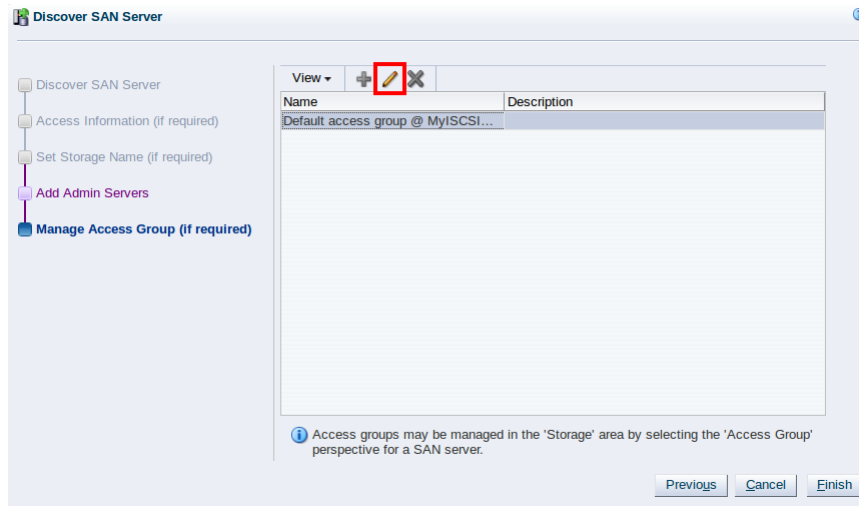 Discover SAN Server
Discover SAN Server
Access Information (if required)
Set Storage Name (if required)
Add Admin Servers
Manage Access Group (if required)
View
Name Description
Default access group @ MyISCSI...
Access groups may be managed in the 'Storage' area by selecting the 'Access Group'
perspective for a SAN server.
Previous Cancel Finish